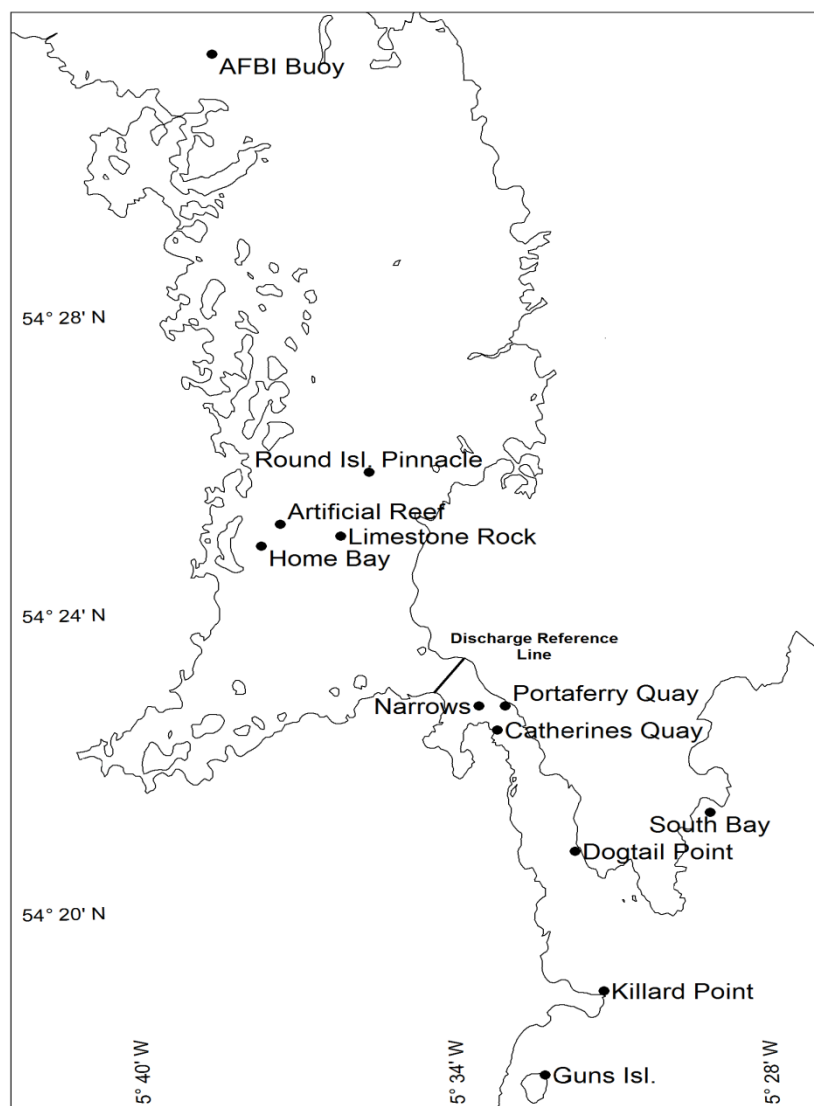 AFBI Buoy
54° 28' N
Round Isl. Pinnacle
Artificial Reef
Limestone Rock
Home Bay
54° 24' N
Discharge Reference
Line
Portaferry Quay
Narrows
Catherines Quay
South Bay
Dogtail Point
54° 20' N
Killard Point
5° 40' W
5° 34' W
5° 28' W
Guns Isl.